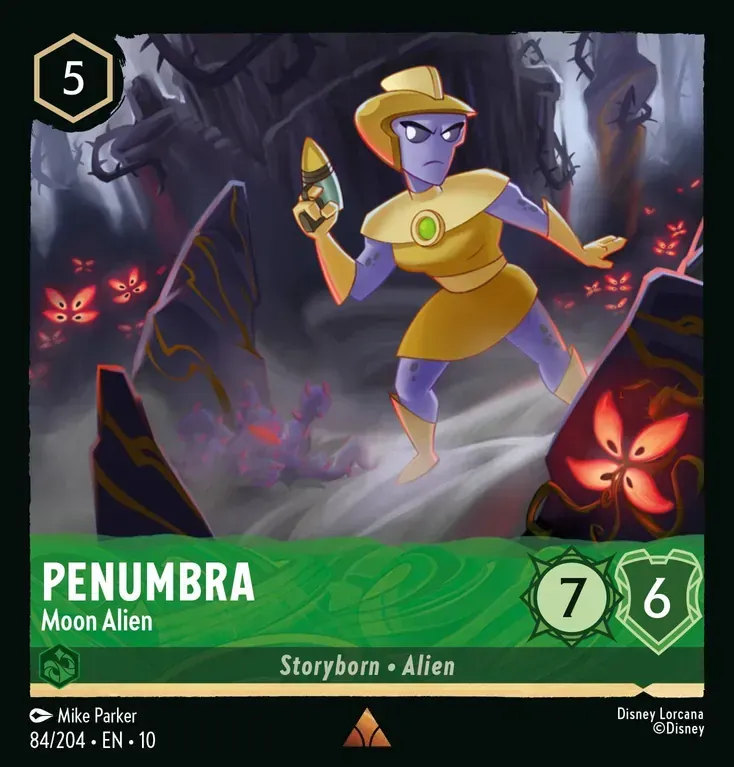 5
PENUMBRA
Moon Alien
7
6
Storyborn • Alien
Mike Parker
84/204 • EN • 10
Disney Lorcana
©Disney